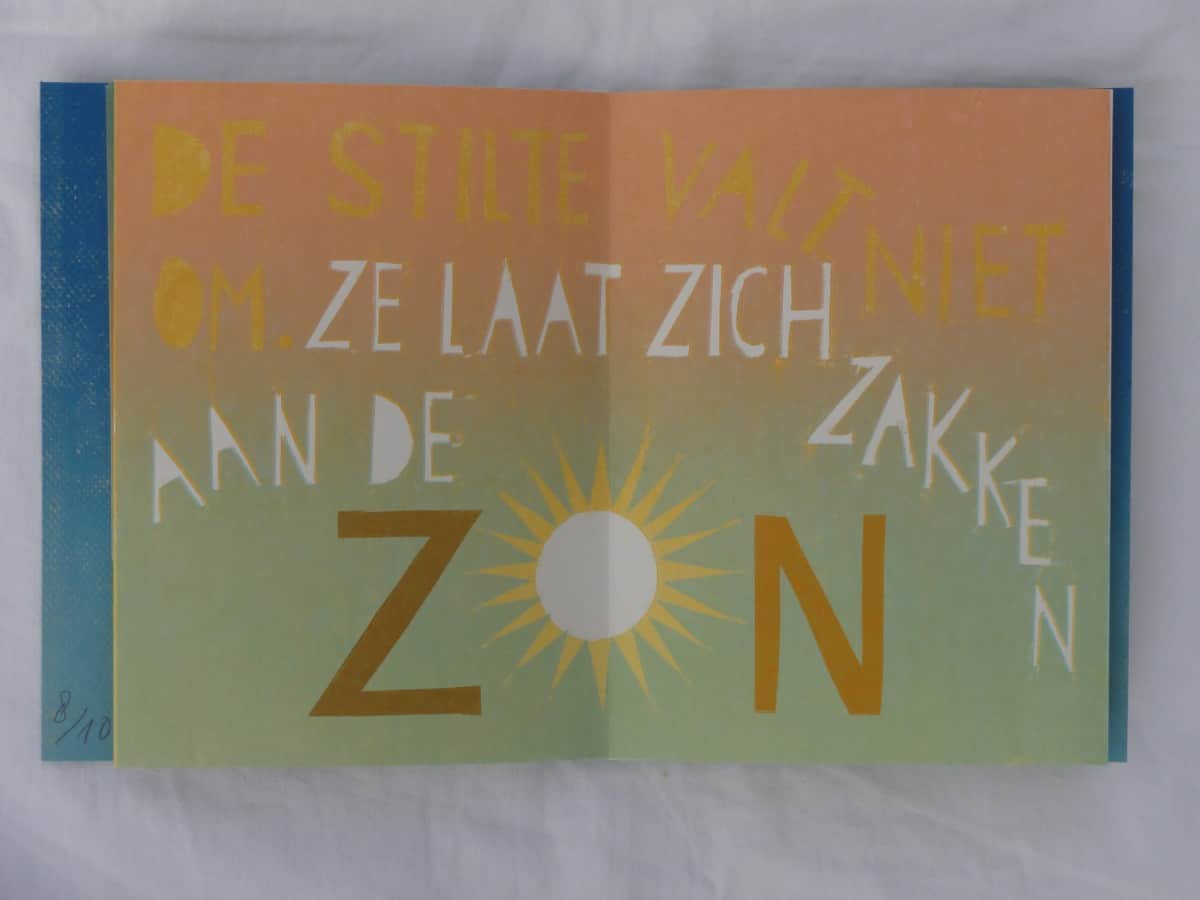 DE STILTE VALT NIET
OM. ZE LAAT ZICH ZAKKEN
AAN DE
ZON
8/10